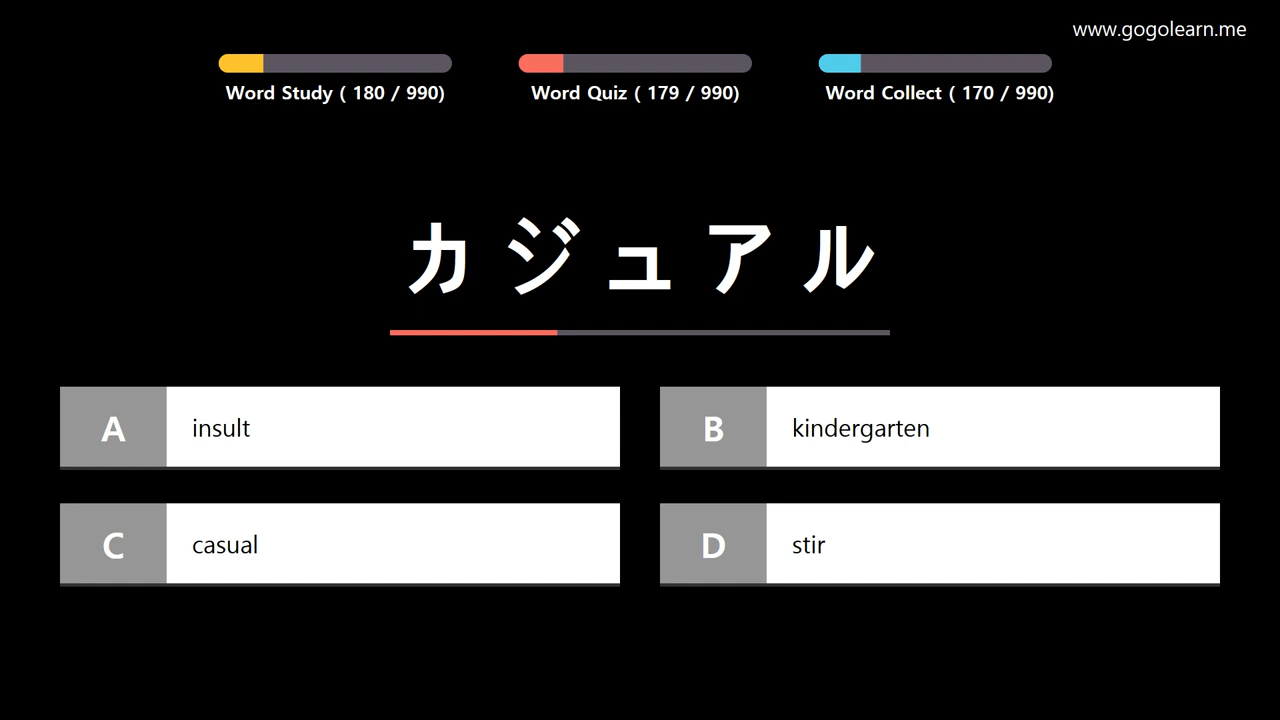 www.gogolearn.me
Word Study ( 180 / 990)
Word Quiz ( 179 / 990)
Word Collect ( 170 / 990)
カジュアル
A insult
B kindergarten
C casual
D stir